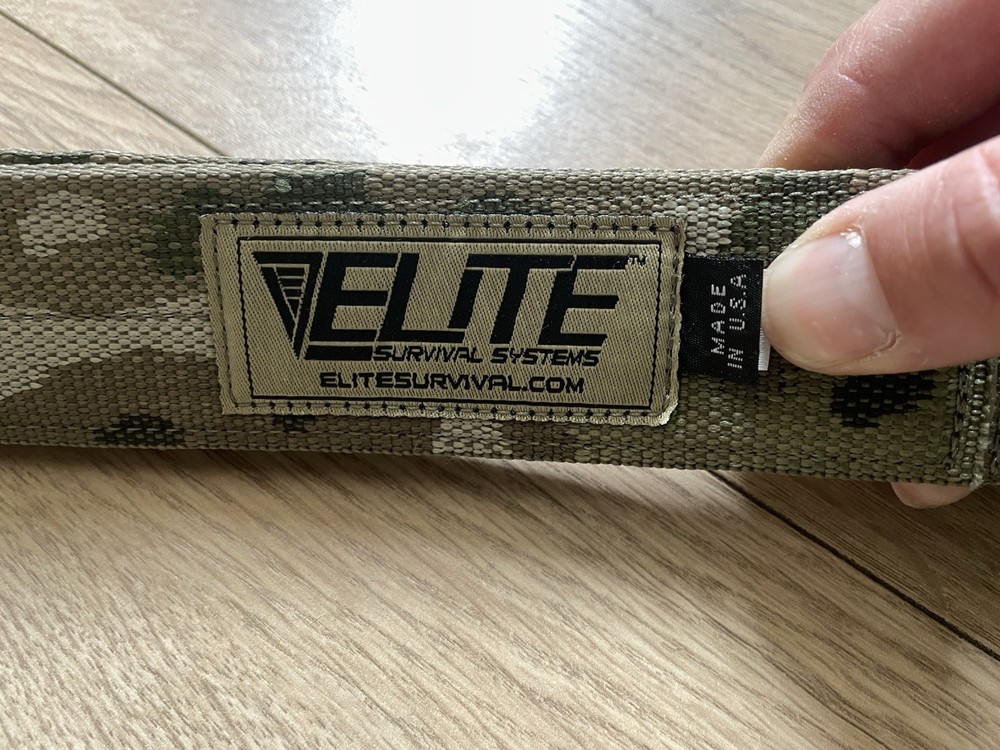 ELITE™
SURVIVAL SYSTEMS
ELITESURVIVAL.COM
MADE
IN U.S.A